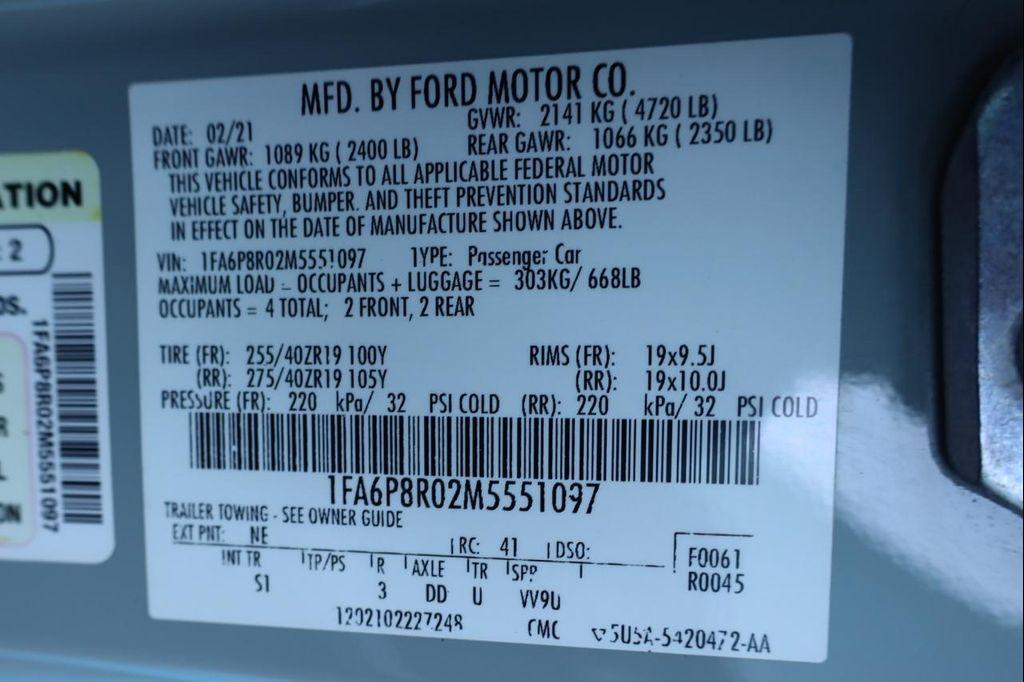 MFD. BY FORD MOTOR CO.
DATE: 02/21 GVWR: 2141 KG ( 4720 LB)
FRONT GAWR: 1089 KG ( 2400 LB) REAR GAWR: 1066 KG ( 2350 LB)
THIS VEHICLE CONFORMS TO ALL APPLICABLE FEDERAL MOTOR
VEHICLE SAFETY, BUMPER. AND THEFT PREVENTION STANDARDS
IN EFFECT ON THE DATE OF MANUFACTURE SHOWN ABOVE.
VIN: 1FA6P8R02M5551097 TYPE: Passenger Car
MAXIMUM LOAD - OCCUPANTS + LUGGAGE = 303KG/ 668LB
OCCUPANTS = 4 TOTAL; 2 FRONT, 2 REAR
TIRE (FR): 255/40ZR19 100Y RIMS (FR): 19x9.5J
(RR): 275/40ZR19 105Y (RR): 19x10.0J
PRESSURE (FR): 220 kPa/ 32 PSI COLD (RR): 220 kPa/ 32 PSI COLD
1FA6P8R02M5551097
TRAILER TOWING - SEE OWNER GUIDE
EXT PNT: NE RC: 41 DSO: F0061
INT TR TP/PS R AXLE TR SPR R0045
S1 3 DD U VV9U
1202102227248 CMC 5USA-5420472-AA
ATION
2
1FA6P8R02M5551097